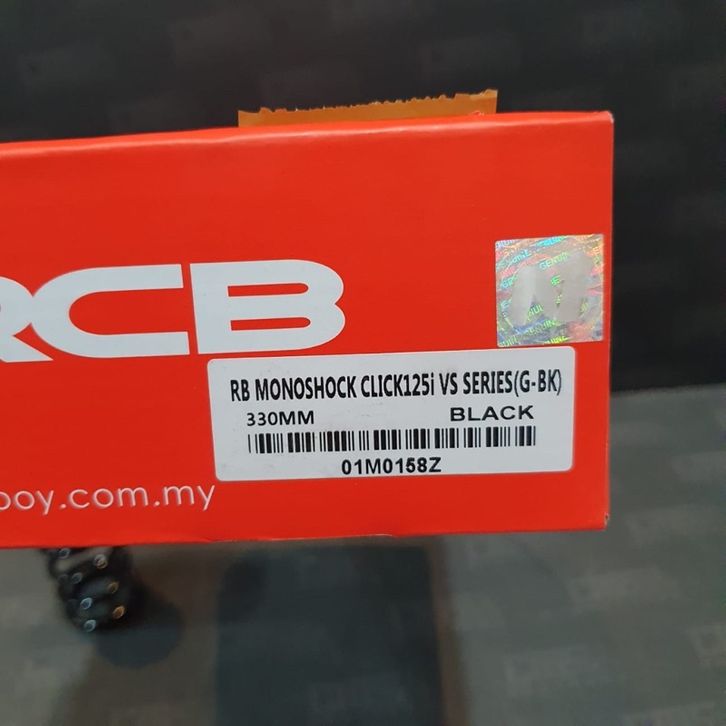 RCB
RB MONOSHOCK CLICK125i VS SERIES(G-BK)
330MM BLACK
01M0158Z
boy.com.my